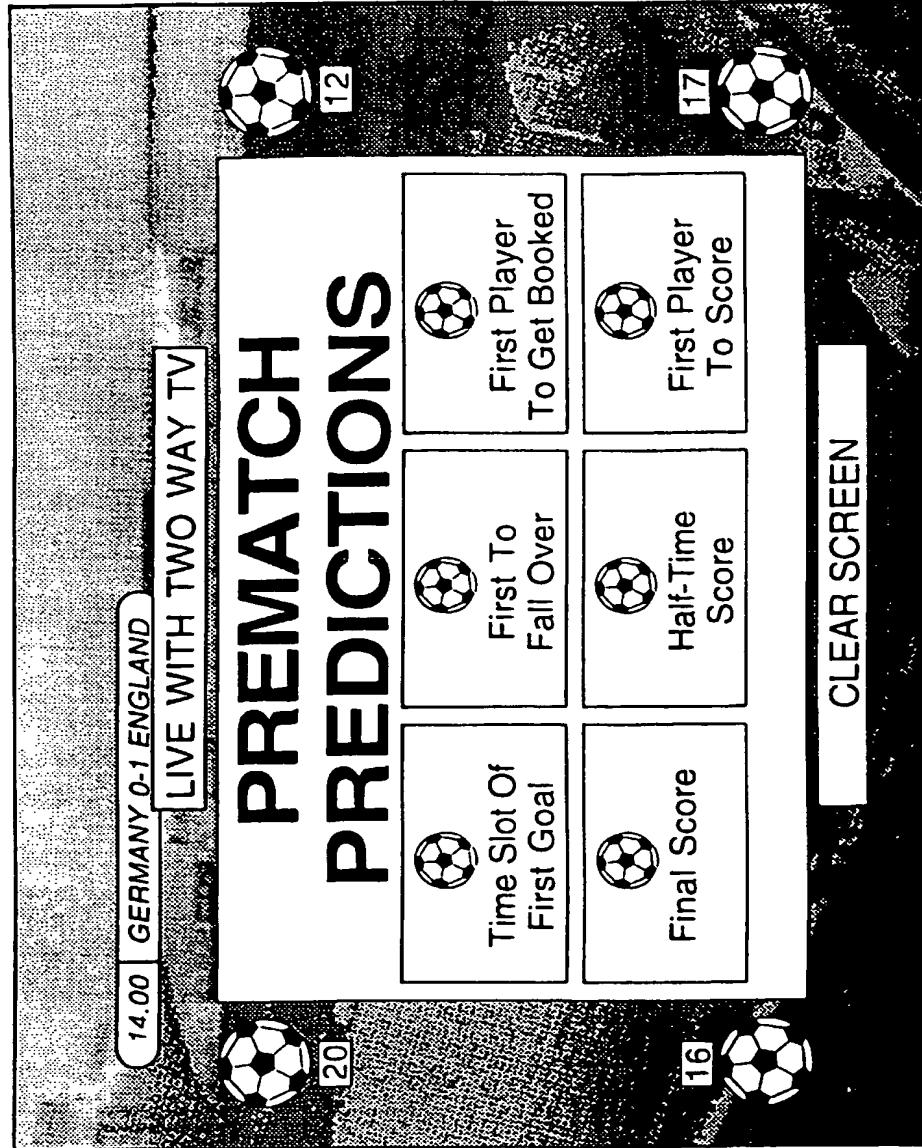 14.00 GERMANY 0-1 ENGLAND
LIVE WITH TWO WAY TV
20
12
PREMATCH
PREDICTIONS
Time Slot Of
First Goal
First To
Fall Over
First Player
To Get Booked
Final Score
Half-Time
Score
First Player
To Score
16
17
CLEAR SCREEN